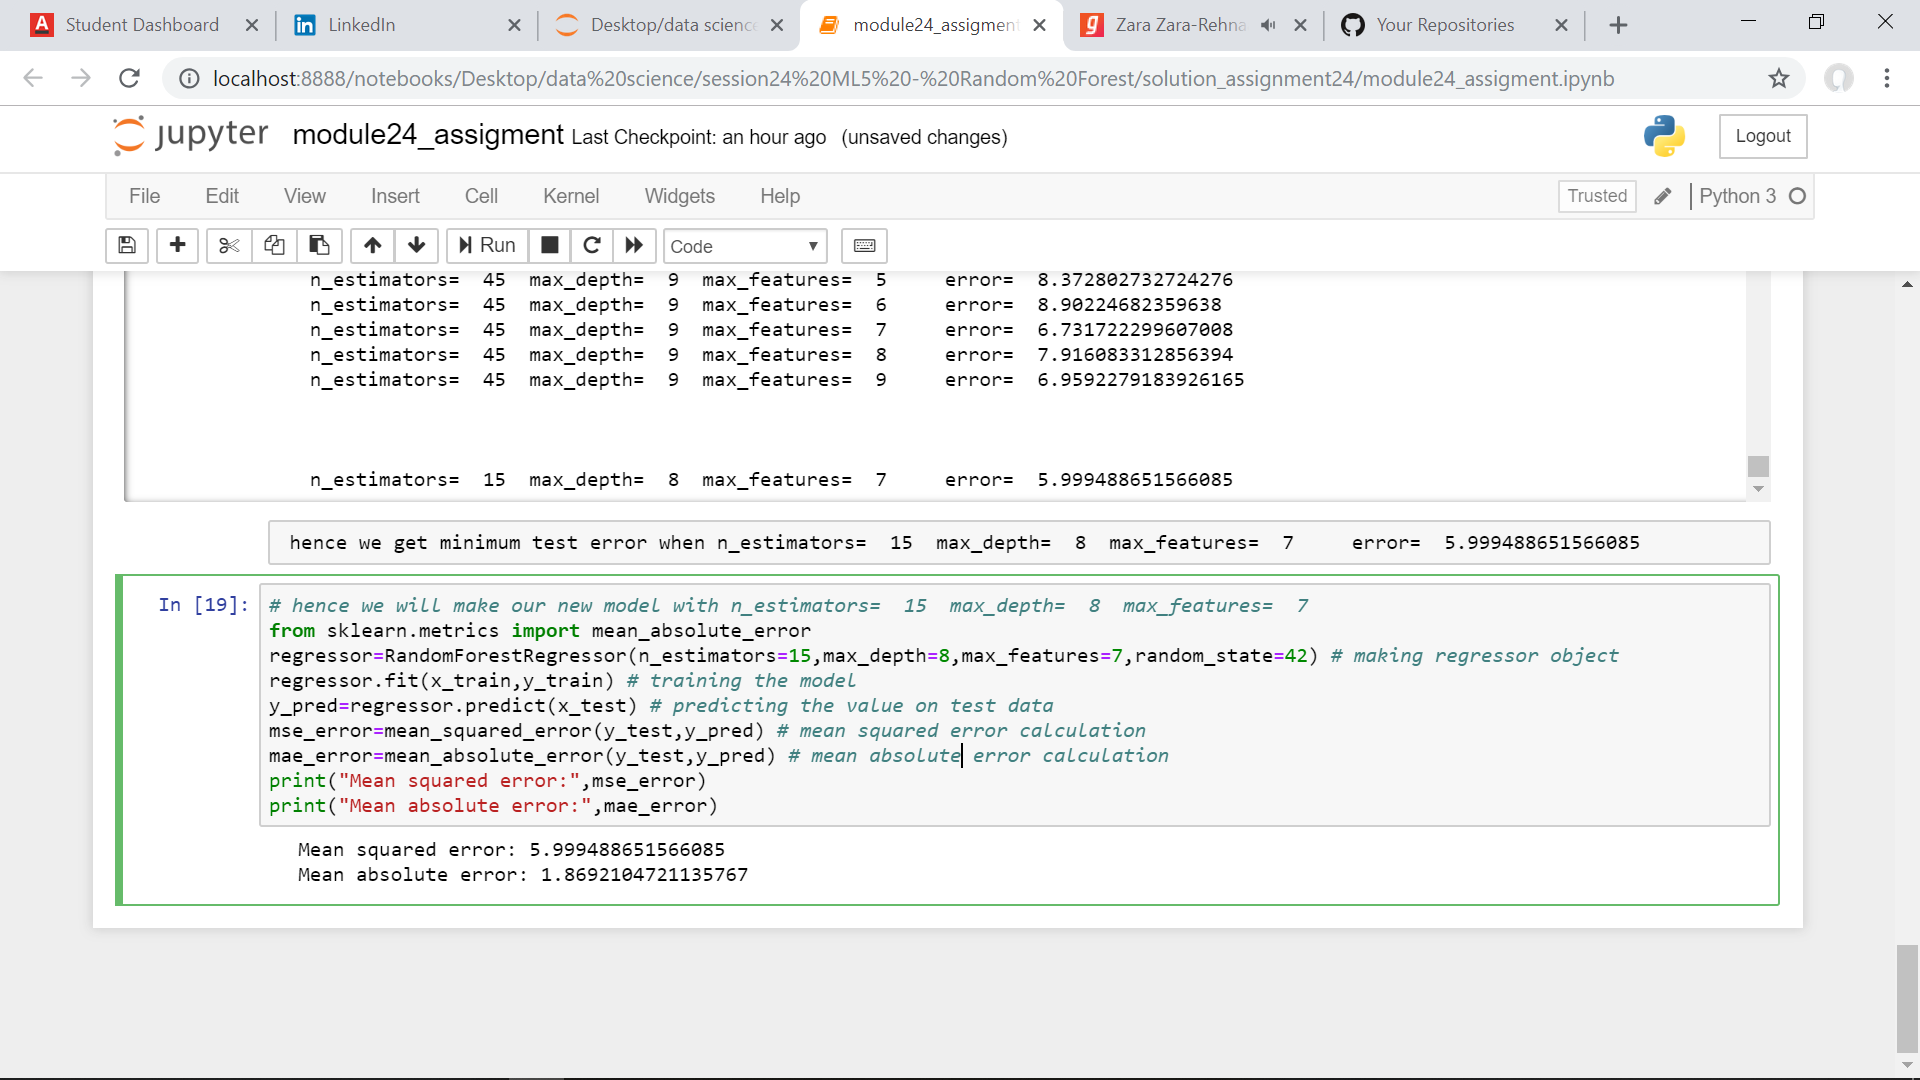 Student Dashboard
LinkedIn
Desktop/data science
module24_assigment
Zara Zara-Rehna
Your Repositories
localhost:8888/notebooks/Desktop/data%20science/session24%20ML5%20-%20Random%20Forest/solution_assignment24/module24_assigment.ipynb
jupyter module24_assigment Last Checkpoint: an hour ago (unsaved changes)
Logout
File Edit View Insert Cell Kernel Widgets Help
Trusted Python 3
Run Code
n_estimators= 45 max_depth= 9 max_features= 5 error= 8.372802732724276
n_estimators= 45 max_depth= 9 max_features= 6 error= 8.90224682359638
n_estimators= 45 max_depth= 9 max_features= 7 error= 6.731722299607008
n_estimators= 45 max_depth= 9 max_features= 8 error= 7.916083312856394
n_estimators= 45 max_depth= 9 max_features= 9 error= 6.9592279183926165
n_estimators= 15 max_depth= 8 max_features= 7 error= 5.999488651566085
hence we get minimum test error when n_estimators= 15 max_depth= 8 max_features= 7 error= 5.999488651566085
In [19]:
# hence we will make our new model with n_estimators= 15 max_depth= 8 max_features= 7
from sklearn.metrics import mean_absolute_error
regressor=RandomForestRegressor(n_estimators=15,max_depth=8,max_features=7,random_state=42) # making regressor object
regressor.fit(x_train,y_train) # training the model
y_pred=regressor.predict(x_test) # predicting the value on test data
mse_error=mean_squared_error(y_test,y_pred) # mean squared error calculation
mae_error=mean_absolute_error(y_test,y_pred) # mean absolute error calculation
print("Mean squared error:",mse_error)
print("Mean absolute error:",mae_error)
Mean squared error: 5.999488651566085
Mean absolute error: 1.8692104721135767